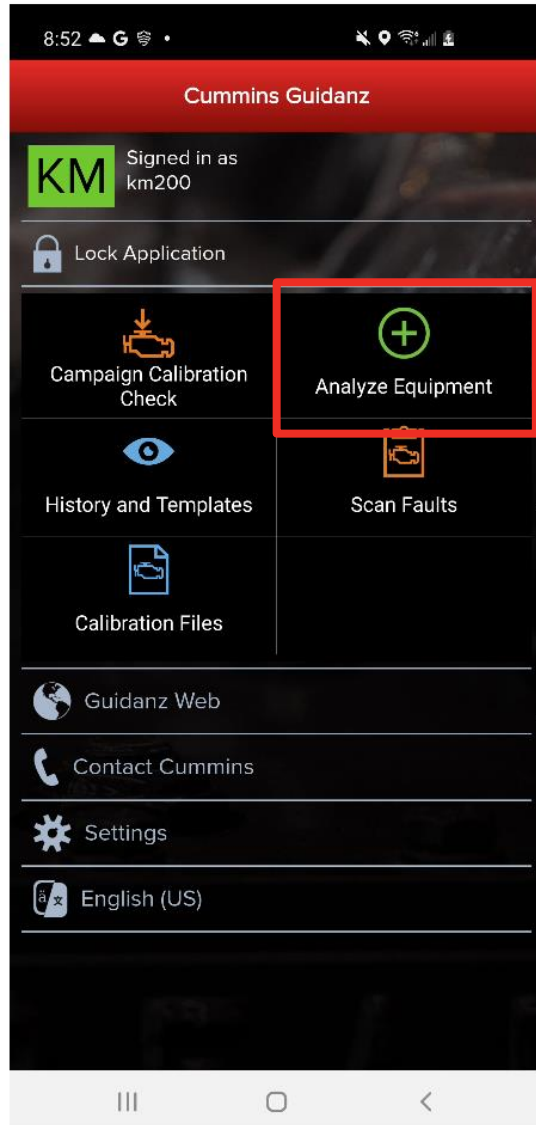 8:52 G
Cummins Guidanz
KM
Signed in as
km200
Lock Application
Campaign Calibration
Check
Analyze Equipment
History and Templates
Scan Faults
Calibration Files
Guidanz Web
Contact Cummins
Settings
English (US)